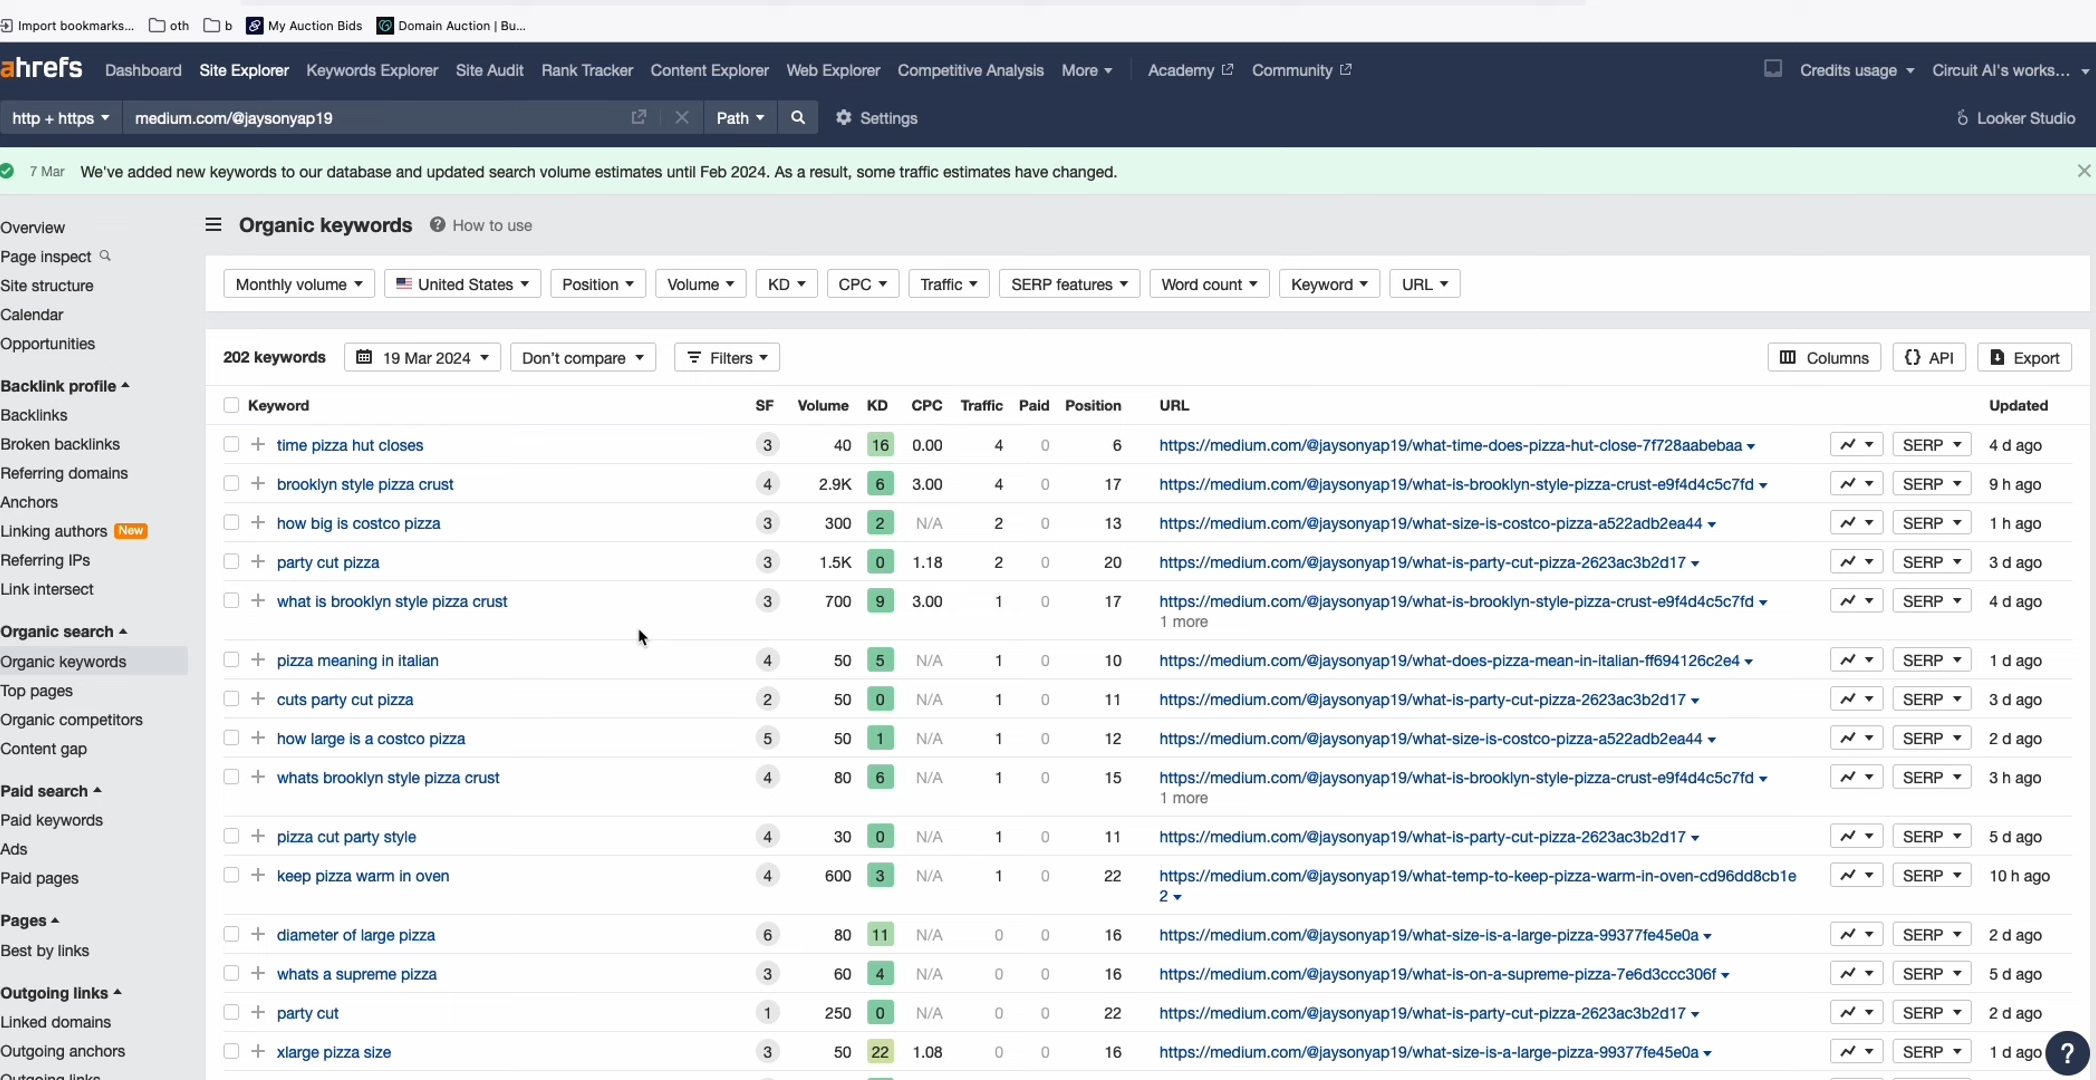 Import bookmarks... oth b My Auction Bids Domain Auction | Bu...
ahrefs Dashboard Site Explorer Keywords Explorer Site Audit Rank Tracker Content Explorer Web Explorer Competitive Analysis More Academy Community Credits usage Circuit AI's works...
http + https medium.com/@jaysonyap19 Path Settings Looker Studio
7 Mar We've added new keywords to our database and updated search volume estimates until Feb 2024. As a result, some traffic estimates have changed.
Overview
Page inspect
Site structure
Calendar
Opportunities
Backlink profile
Backlinks
Broken backlinks
Referring domains
Anchors
Linking authors New
Referring IPs
Link intersect
Organic search
Organic keywords
Top pages
Organic competitors
Content gap
Paid search
Paid keywords
Ads
Paid pages
Pages
Best by links
Outgoing links
Linked domains
Outgoing anchors
Outgoing links
Organic keywords ? How to use
Monthly volume United States Position Volume KD CPC Traffic SERP features Word count Keyword URL
202 keywords 19 Mar 2024 Don't compare Filters Columns {} API Export
Keyword SF Volume KD CPC Traffic Paid Position URL Updated
+ time pizza hut closes 3 40 16 0.00 4 0 6 https://medium.com/@jaysonyap19/what-time-does-pizza-hut-close-7f728aabebaa SERP 4 d ago
+ brooklyn style pizza crust 4 2.9K 6 3.00 4 0 17 https://medium.com/@jaysonyap19/what-is-brooklyn-style-pizza-crust-e9f4d4c5c7fd SERP 9 h ago
+ how big is costco pizza 3 300 2 N/A 2 0 13 https://medium.com/@jaysonyap19/what-size-is-costco-pizza-a522adb2ea44 SERP 1 h ago
+ party cut pizza 3 1.5K 0 1.18 2 0 20 https://medium.com/@jaysonyap19/what-is-party-cut-pizza-2623ac3b2d17 SERP 3 d ago
+ what is brooklyn style pizza crust 3 700 9 3.00 1 0 17 https://medium.com/@jaysonyap19/what-is-brooklyn-style-pizza-crust-e9f4d4c5c7fd SERP 4 d ago
1 more
+ pizza meaning in italian 4 50 5 N/A 1 0 10 https://medium.com/@jaysonyap19/what-does-pizza-mean-in-italian-ff694126c2e4 SERP 1 d ago
+ cuts party cut pizza 2 50 0 N/A 1 0 11 https://medium.com/@jaysonyap19/what-is-party-cut-pizza-2623ac3b2d17 SERP 3 d ago
+ how large is a costco pizza 5 50 1 N/A 1 0 12 https://medium.com/@jaysonyap19/what-size-is-costco-pizza-a522adb2ea44 SERP 2 d ago
+ whats brooklyn style pizza crust 4 80 6 N/A 1 0 15 https://medium.com/@jaysonyap19/what-is-brooklyn-style-pizza-crust-e9f4d4c5c7fd SERP 3 h ago
1 more
+ pizza cut party style 4 30 0 N/A 1 0 11 https://medium.com/@jaysonyap19/what-is-party-cut-pizza-2623ac3b2d17 SERP 5 d ago
+ keep pizza warm in oven 4 600 3 N/A 1 0 22 https://medium.com/@jaysonyap19/what-temp-to-keep-pizza-warm-in-oven-cd96dd8cb1e SERP 10 h ago
2
+ diameter of large pizza 6 80 11 N/A 0 0 16 https://medium.com/@jaysonyap19/what-size-is-a-large-pizza-99377fe45e0a SERP 2 d ago
+ whats a supreme pizza 3 60 4 N/A 0 0 16 https://medium.com/@jaysonyap19/what-is-on-a-supreme-pizza-7e6d3ccc306f SERP 5 d ago
+ party cut 1 250 0 N/A 0 0 22 https://medium.com/@jaysonyap19/what-is-party-cut-pizza-2623ac3b2d17 SERP 2 d ago
+ xlarge pizza size 3 50 22 1.08 0 0 16 https://medium.com/@jaysonyap19/what-size-is-a-large-pizza-99377fe45e0a SERP 1 d ago
?